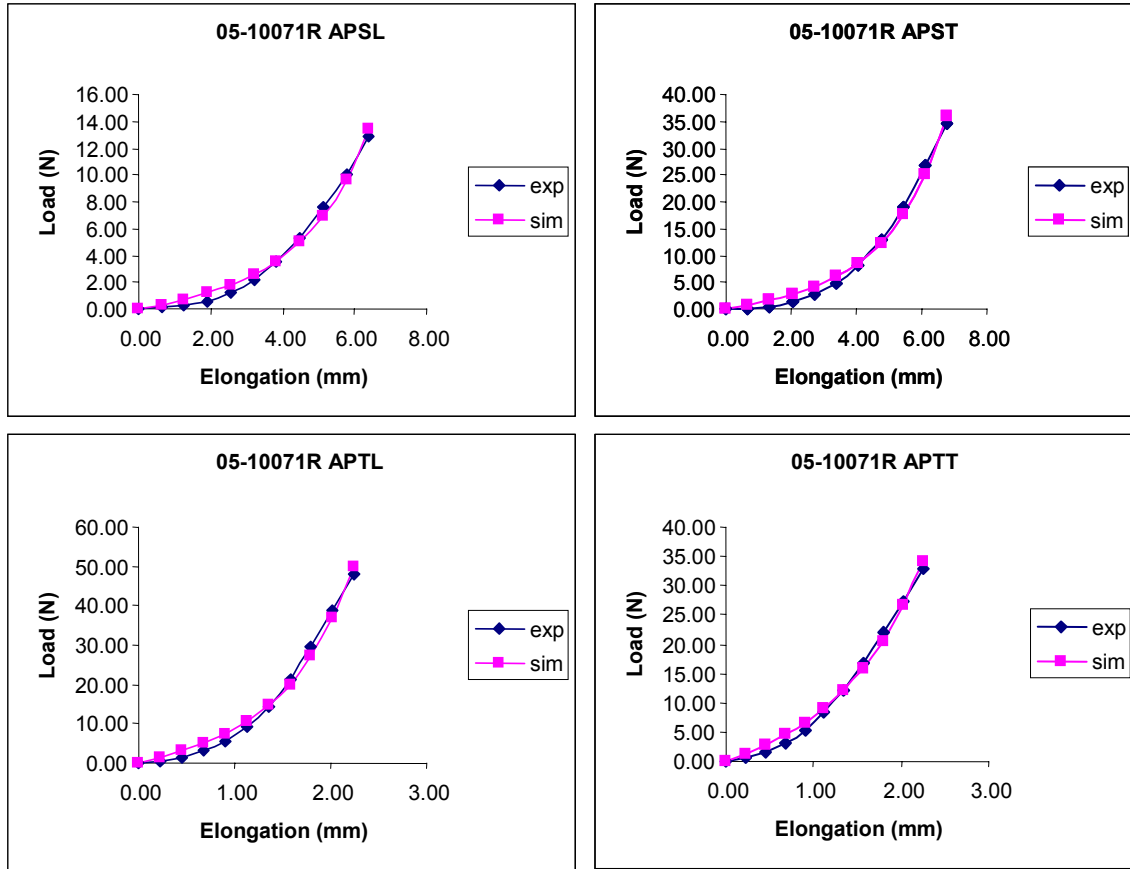 05-10071R APSL
16.00
14.00
12.00
10.00
8.00
6.00
4.00
2.00
0.00
Load (N)
0.00 2.00 4.00 6.00 8.00
Elongation (mm)
exp
sim
05-10071R APST
40.00
35.00
30.00
25.00
20.00
15.00
10.00
5.00
0.00
Load (N)
0.00 2.00 4.00 6.00 8.00
Elongation (mm)
exp
sim
05-10071R APTL
60.00
50.00
40.00
30.00
20.00
10.00
0.00
Load (N)
0.00 1.00 2.00 3.00
Elongation (mm)
exp
sim
05-10071R APTT
40.00
35.00
30.00
25.00
20.00
15.00
10.00
5.00
0.00
Load (N)
0.00 1.00 2.00 3.00
Elongation (mm)
exp
sim